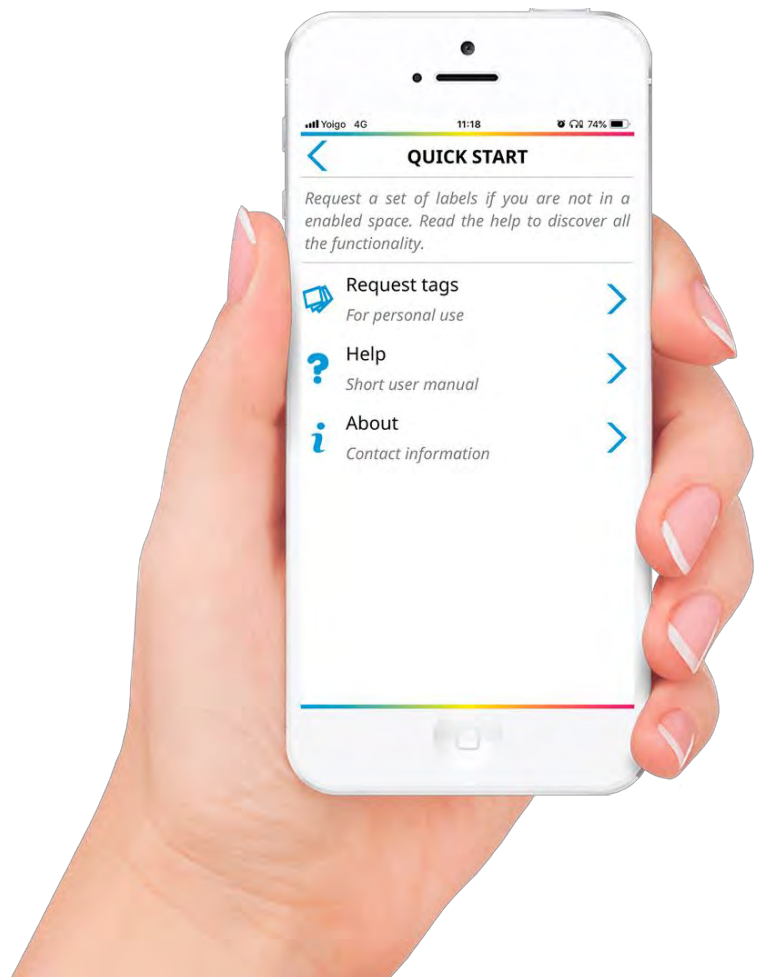 Yoigo 4G 11:18 74%
QUICK START
Request a set of labels if you are not in a
enabled space. Read the help to discover all
the functionality.
Request tags
For personal use
Help
Short user manual
About
Contact information